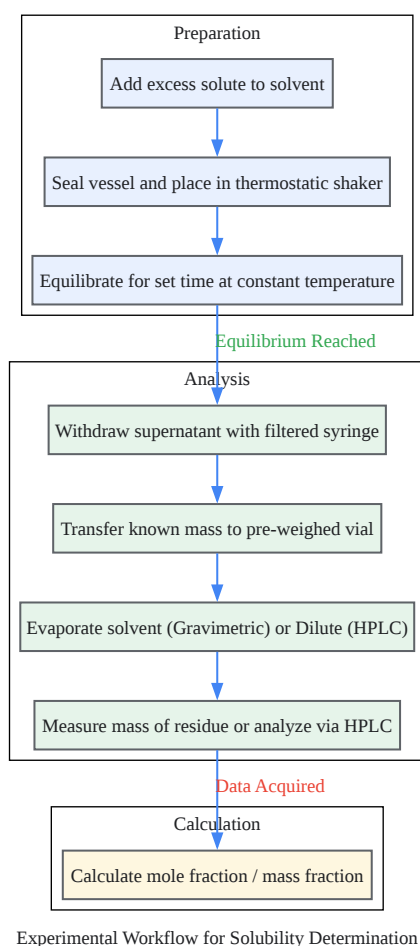 Preparation
Add excess solute to solvent
Seal vessel and place in thermostatic shaker
Equilibrate for set time at constant temperature
Equilibrium Reached
Analysis
Withdraw supernatant with filtered syringe
Transfer known mass to pre-weighed vial
Evaporate solvent (Gravimetric) or Dilute (HPLC)
Measure mass of residue or analyze via HPLC
Data Acquired
Calculation
Calculate mole fraction / mass fraction
Experimental Workflow for Solubility Determination